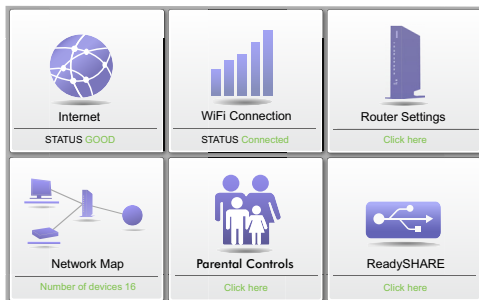 Internet
STATUS GOOD
WiFi Connection
STATUS Connected
Router Settings
Click here
Network Map
Number of devices 16
Parental Controls
Click here
ReadySHARE
Click here